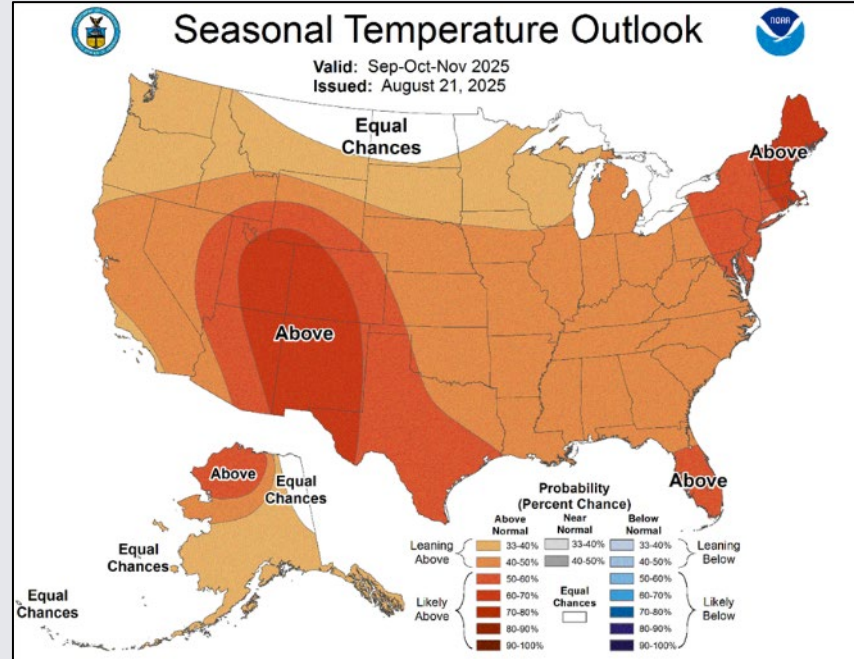 Seasonal Temperature Outlook
NOAA
Valid: Sep-Oct-Nov 2025
Issued: August 21, 2025
Equal
Chances
Above
Above
Above
Above
Equal
Chances
Equal
Chances
Equal
Chances
Probability
(Percent Chance)
Above
Normal
Near
Normal
Below
Normal
Leaning
Above
33-40%
40-50%
33-40%
40-50%
33-40%
40-50%
Leaning
Below
Likely
Above
50-60%
60-70%
70-80%
80-90%
90-100%
Equal
Chances
50-60%
60-70%
70-80%
80-90%
90-100%
Likely
Below